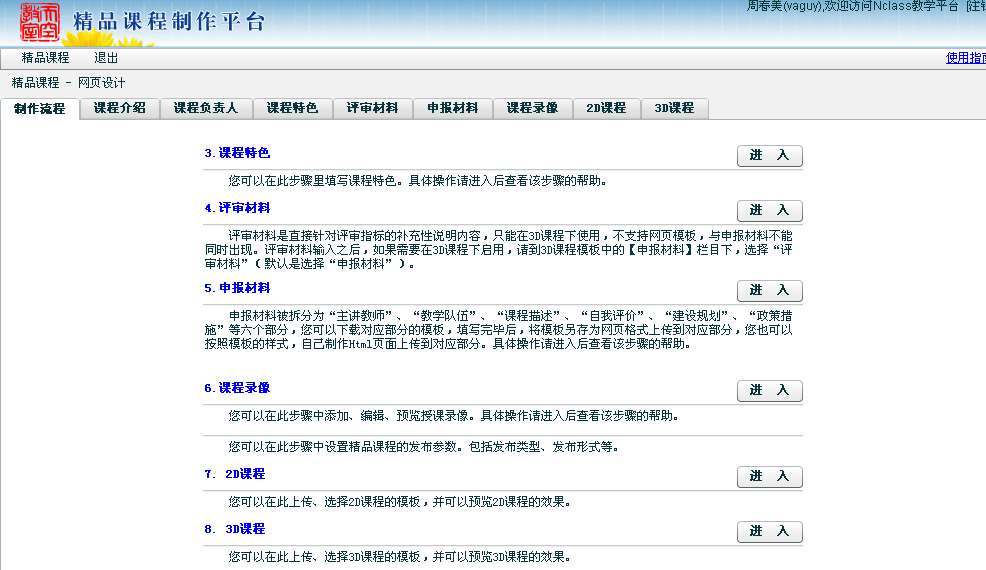 周春美(vaguy),欢迎访问Nclass教学平台 [注销
精品课程制作平台
精品课程 退出 使用指南
精品课程 - 网页设计
制作流程 课程介绍 课程负责人 课程特色 评审材料 申报材料 课程录像 2D课程 3D课程
3.课程特色 进 入
您可以在此步骤里填写课程特色。具体操作请进入后查看该步骤的帮助。
4.评审材料 进 入
评审材料是直接针对评审指标的补充性说明内容，只能在3D课程下使用，不支持网页模板，与申报材料不能
同时出现。评审材料输入之后，如果需要在3D课程下启用，请到3D课程模板中的【申报材料】栏目下，选择“评
审材料”（默认是选择“申报材料”）。
5.申报材料 进 入
申报材料被拆分为“主讲教师”、“教学队伍”、“课程描述”、“自我评价”、“建设规划”、“政策措
施”等六个部分，您可以下载对应部分的模板，填写完毕后，将模板另存为网页格式上传到对应部分，您也可以
按照模板的样式，自己制作Html页面上传到对应部分。具体操作请进入后查看该步骤的帮助。
6.课程录像 进 入
您可以在此步骤中添加、编辑、预览授课录像。具体操作请进入后查看该步骤的帮助。
您可以在此步骤中设置精品课程的发布参数。包括发布类型、发布形式等。
7. 2D课程 进 入
您可以在此上传、选择2D课程的模板，并可以预览2D课程的效果。
8. 3D课程 进 入
您可以在此上传、选择3D课程的模板，并可以预览3D课程的效果。